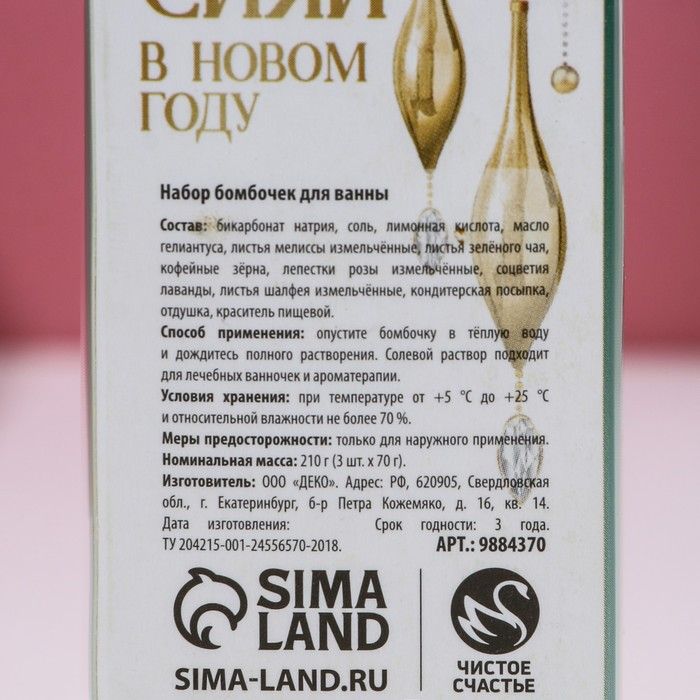 СИЯЙ
В НОВОМ
ГОДУ
Набор бомбочек для ванны
Состав: бикарбонат натрия, соль, лимонная кислота, масло
гелиантуса, листья мелиссы измельчённые, листья зелёного чая,
кофейные зёрна, лепестки розы измельчённые, соцветия
лаванды, листья шалфея измельчённые, кондитерская посыпка,
отдушка, краситель пищевой.
Способ применения: опустите бомбочку в тёплую воду
и дождитесь полного растворения. Солевой раствор подходит
для лечебных ванночек и ароматерапии.
Условия хранения: при температуре от +5 °С до +25 °С
и относительной влажности не более 70 %.
Меры предосторожности: только для наружного применения.
Номинальная масса: 210 г (3 шт. х 70 г).
Изготовитель: ООО «ДЕКО». Адрес: РФ, 620905, Свердловская
обл., г. Екатеринбург, б-р Петра Кожемяко, д. 16, кв. 14.
Дата изготовления: Срок годности: 3 года.
ТУ 204215-001-24556570-2018. АРТ.: 9884370
SIMA
LAND
SIMA-LAND.RU
ЧИСТОЕ
СЧАСТЬЕ